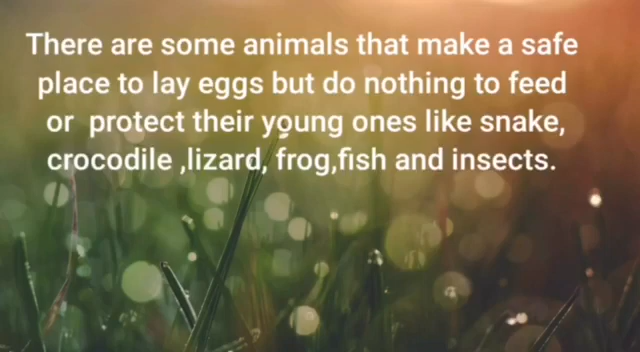 There are some animals that make a safe
place to lay eggs but do nothing to feed
or  protect their young ones like snake,
crocodile ,lizard, frog,fish and insects.